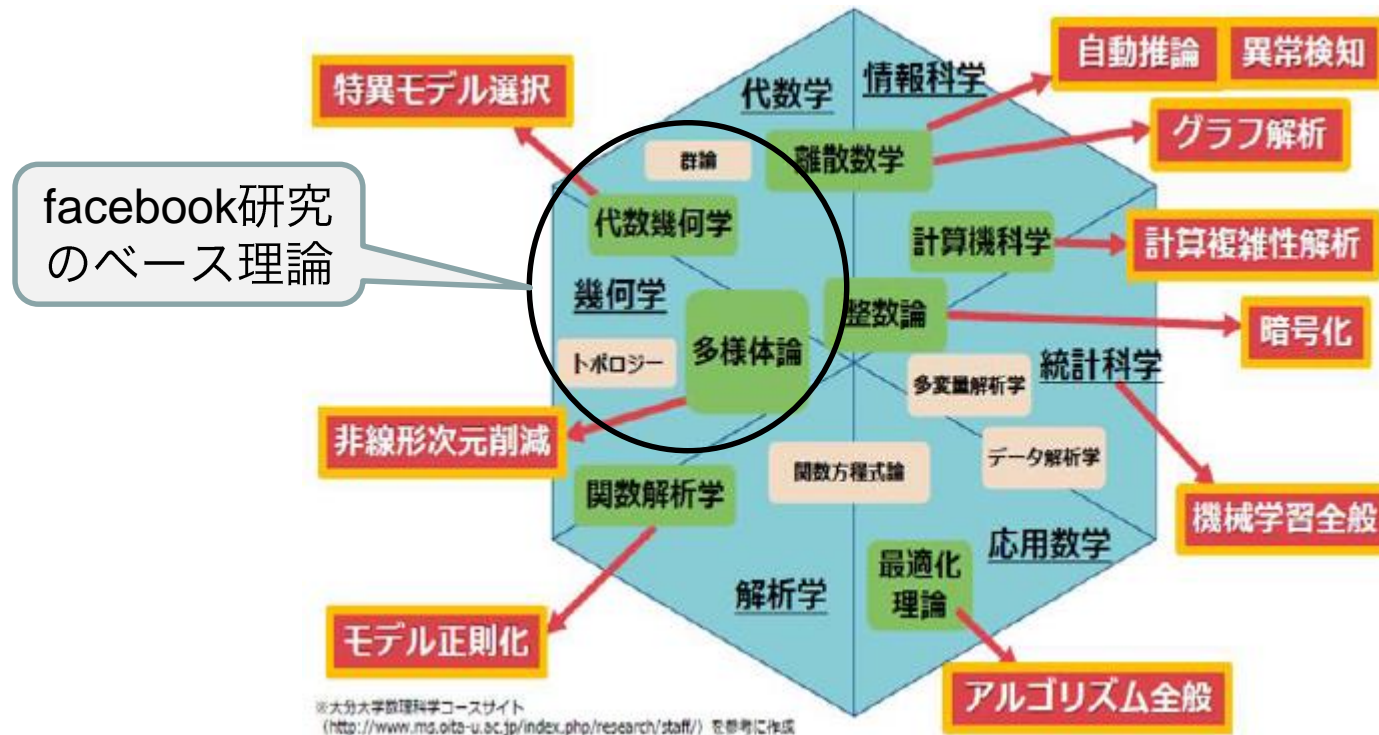 自動推論
異常検知
特異モデル選択
代数学
情報科学
グラフ解析
群論
離散数学
facebook研究
のベース理論
代数幾何学
計算機科学
計算複雑性解析
幾何学
整数論
暗号化
トポロジー
多様体論
統計科学
多変量解析学
非線形次元削減
関数方程式論
データ解析学
関数解析学
機械学習全般
応用数学
最適化
理論
解析学
モデル正則化
アルゴリズム全般
※大分大学数理科学コースサイト
(http://www.ms.oita-u.ac.jp/index.php/research/staff/) を参考に作成